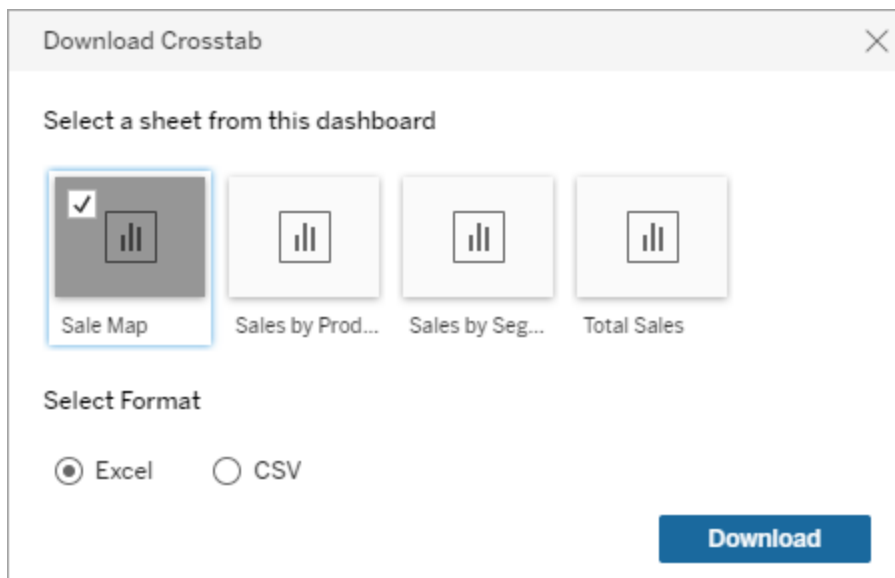 Download Crosstab
Select a sheet from this dashboard
Sale Map
Sales by Prod...
Sales by Seg...
Total Sales
Select Format
Excel
CSV
Download